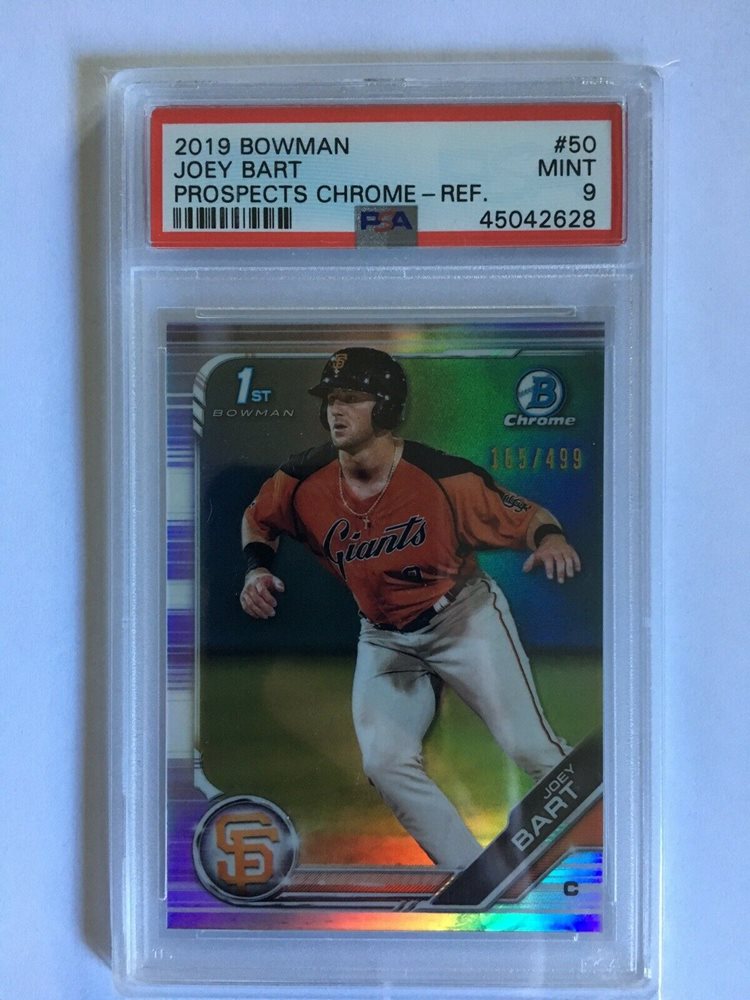 2019 BOWMAN #50
JOEY BART MINT
PROSPECTS CHROME - REF. 9
PSA 45042628
1ST
BOWMAN
B
Chrome
165/499
Giants
SF
JOEY
BART
C